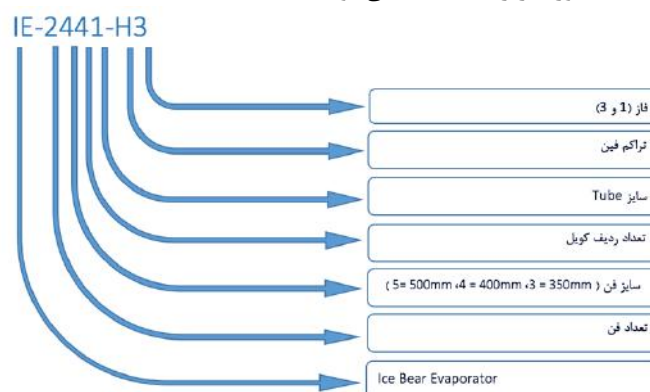 IE-2441-H3
فاز (1 و 3)
تراکم فین
سایز Tube
تعداد ردیف کویل
سایز فن ( 3 = 350mm، 4 = 400mm، 5= 500mm )
تعداد فن
Ice Bear Evaporator